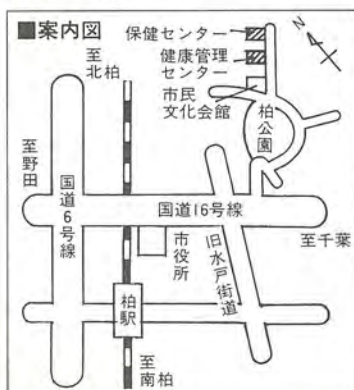 ■案内図
保健センター
健康管理
センター
市民
文化会館
柏公園
N
至
北柏
至野田
国道6号線
国道16号線
市役所
旧水戸街道
至千葉
柏駅
至
南柏